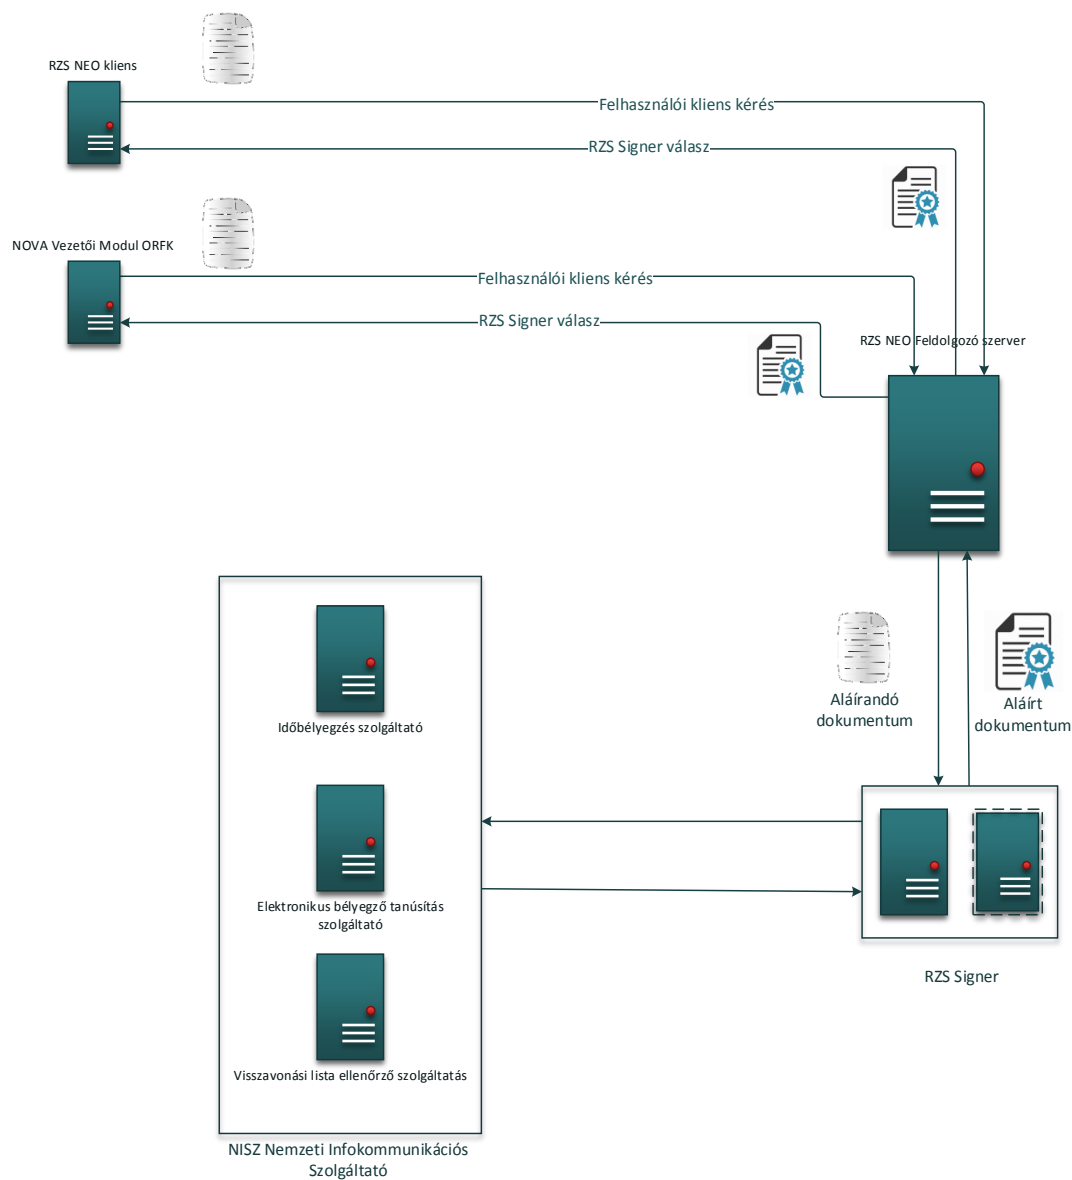 RZS NEO kliens
Felhasználói kliens kérés
RZS Signer válasz
NOVA Vezetői Modul ORFK
Felhasználói kliens kérés
RZS Signer válasz
RZS NEO Feldolgozó szerver
Aláírandó
dokumentum
Aláírt
dokumentum
Időbélyegzés szolgáltató
Elektronikus bélyegző tanúsítás
szolgáltató
RZS Signer
Visszavonási lista ellenőrző szolgáltatás
NISZ Nemzeti Infokommunikációs
Szolgáltató